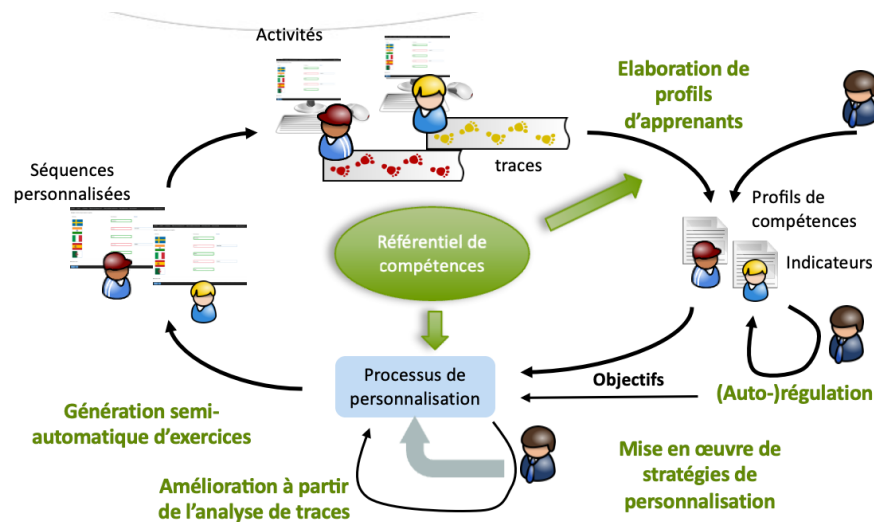 Activités
Elaboration de
profils
d'apprenants
traces
Séquences
personnalisées
Profils de
compétences
Référentiel de
compétences
Indicateurs
Processus de
personnalisation
Objectifs
(Auto-)régulation
Génération semi-
automatique d'exercices
Mise en œuvre de
stratégies de
personnalisation
Amélioration à partir
de l'analyse de traces